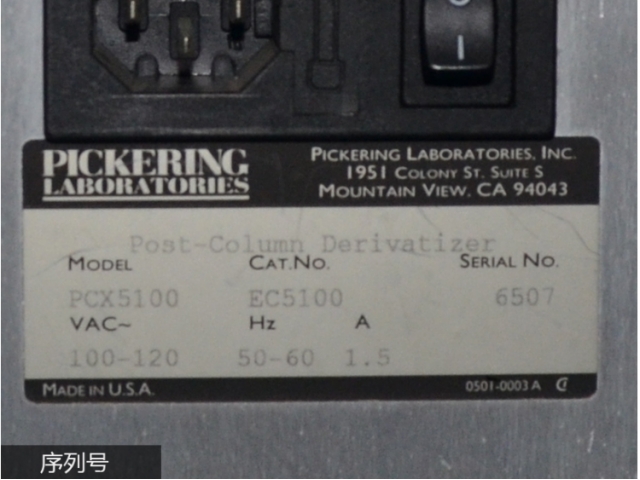 PICKERING
LABORATORIES
PICKERING LABORATORIES, INC.
1951 COLONY ST. SUITE S
MOUNTAIN VIEW, CA 94043
Post-Column Derivatizer
MODEL CAT.NO. SERIAL NO.
PCX5100 EC5100 6507
VAC~ Hz A
100-120 50-60 1.5
MADE IN U.S.A. 0501-0003 A
序列号